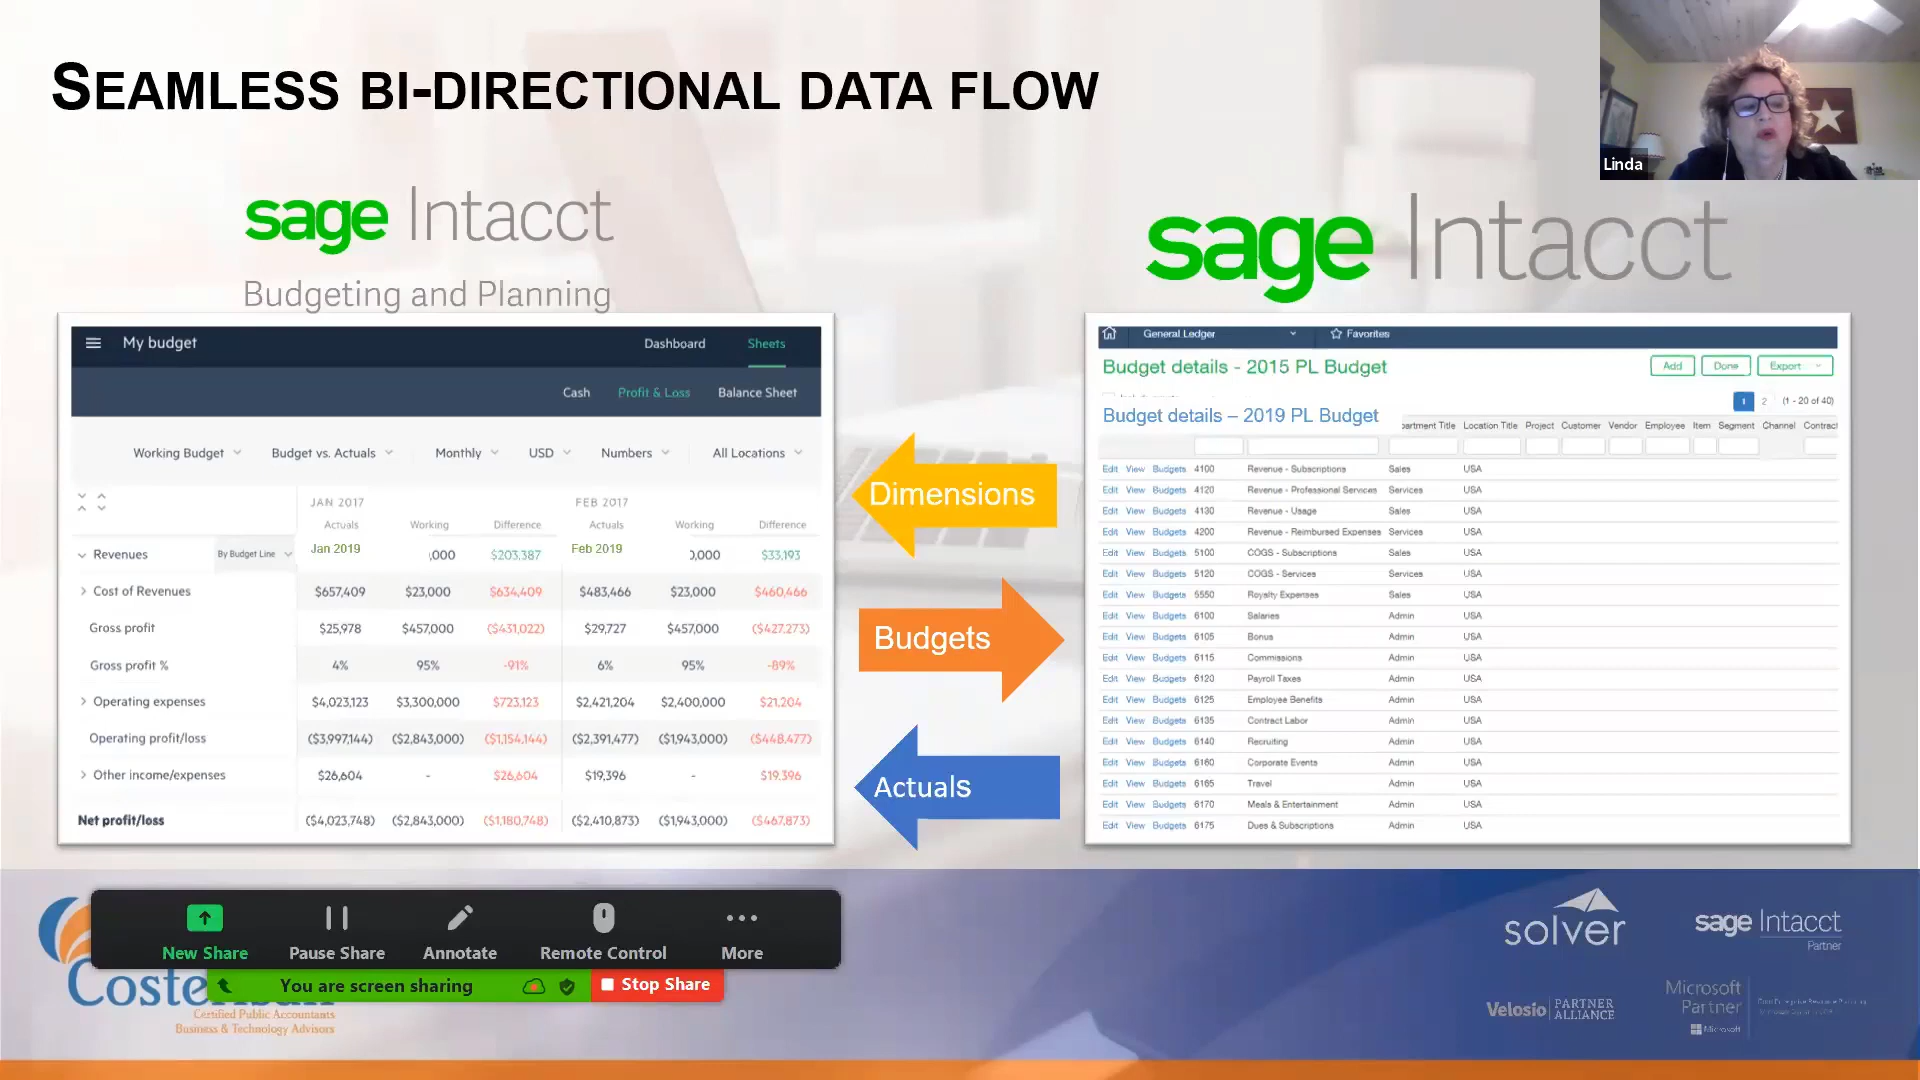 SEAMLESS BI-DIRECTIONAL DATA FLOW
Linda
sage Intacct
Budgeting and Planning
sage Intacct
My budget
Dashboard Sheets
Cash Profit & Loss Balance Sheet
Working Budget Budget vs. Actuals Monthly USD Numbers All Locations
JAN 2017 FEB 2017
Actuals Working Difference Actuals Working Difference
Jan 2019 Feb 2019
Revenues By Budget Line ,000 $203,387 0,000 $33,193
Cost of Revenues $657,409 $23,000 $634,409 $483,466 $23,000 $460,466
Gross profit $25,978 $457,000 ($431,022) $29,727 $457,000 ($427,273)
Gross profit % 4% 95% -91% 6% 95% -89%
Operating expenses $4,023,123 $3,300,000 $723,123 $2,421,204 $2,400,000 $21,204
Operating profit/loss ($3,997,144) ($2,843,000) ($1,154,144) ($2,391,477) ($1,943,000) ($448,477)
Other income/expenses $26,604 - $26,604 $19,396 - $19,396
Net profit/loss ($4,023,748) ($2,843,000) ($1,180,748) ($2,410,873) ($1,943,000) ($467,873)
Dimensions
Budgets
Actuals
General Ledger Favorites
Budget details - 2015 PL Budget Add Done Export
1 2 (1 - 20 of 40)
Budget details – 2019 PL Budget
partment Title Location Title Project Customer Vendor Employee Item Segment Channel Contract
Edit View Budgets 4100 Revenue - Subscriptions Sales USA
Edit View Budgets 4120 Revenue - Professional Services Services USA
Edit View Budgets 4130 Revenue - Usage Sales USA
Edit View Budgets 4200 Revenue - Reimbursed Expenses Services USA
Edit View Budgets 5100 COGS - Subscriptions Sales USA
Edit View Budgets 5120 COGS - Services Services USA
Edit View Budgets 5550 Royalty Expenses Sales USA
Edit View Budgets 6100 Salaries Admin USA
Edit View Budgets 6105 Bonus Admin USA
Edit View Budgets 6115 Commissions Admin USA
Edit View Budgets 6120 Payroll Taxes Admin USA
Edit View Budgets 6125 Employee Benefits Admin USA
Edit View Budgets 6135 Contract Labor Admin USA
Edit View Budgets 6140 Recruiting Admin USA
Edit View Budgets 6160 Corporate Events Admin USA
Edit View Budgets 6165 Travel Admin USA
Edit View Budgets 6170 Meals & Entertainment Admin USA
Edit View Budgets 6175 Dues & Subscriptions Admin USA
New Share Pause Share Annotate Remote Control More
You are screen sharing Stop Share
Certified Public Accountants
Business & Technology Advisors
solver
sage Intacct
Partner
Velosio PARTNER
ALLIANCE
Microsoft
Partner
Microsoft